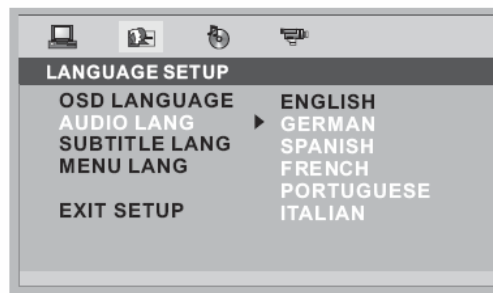 LANGUAGE SETUP
OSD LANGUAGE
AUDIO LANG
SUBTITLE LANG
MENU LANG
EXIT SETUP
ENGLISH
GERMAN
SPANISH
FRENCH
PORTUGUESE
ITALIAN